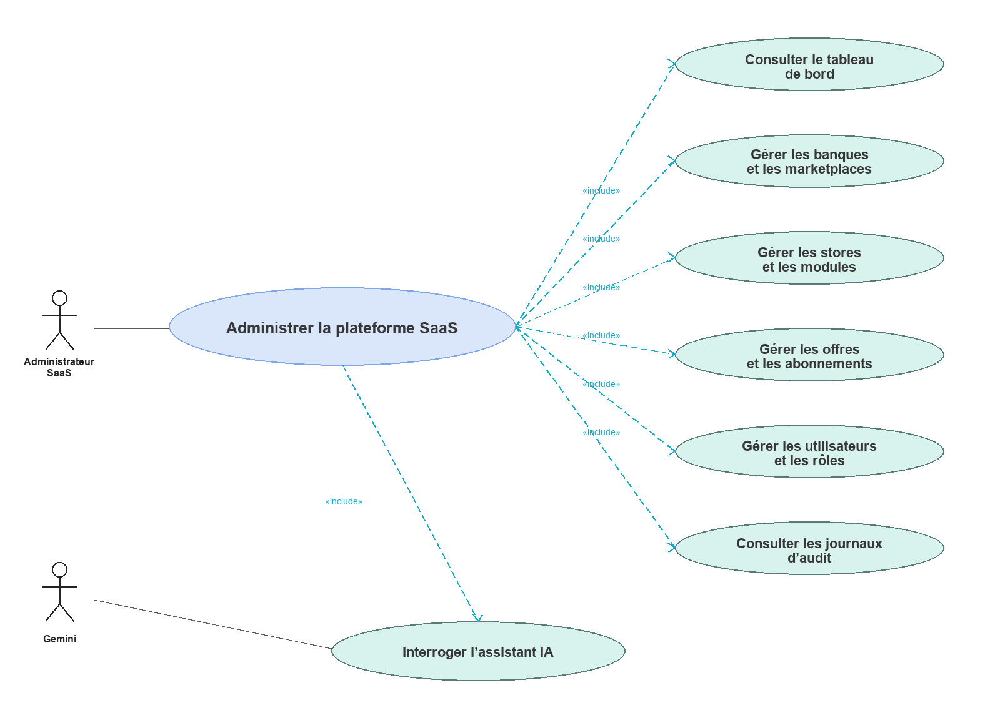 Consulter le tableau
de bord
Gérer les banques
et les marketplaces
«include»
«include»
Gérer les stores
et les modules
«include»
Administrateur
SaaS
Administrer la plateforme SaaS
«include»
Gérer les offres
et les abonnements
«include»
«include»
Gérer les utilisateurs
et les rôles
«include»
Consulter les journaux
d’audit
Gemini
Interroger l’assistant IA